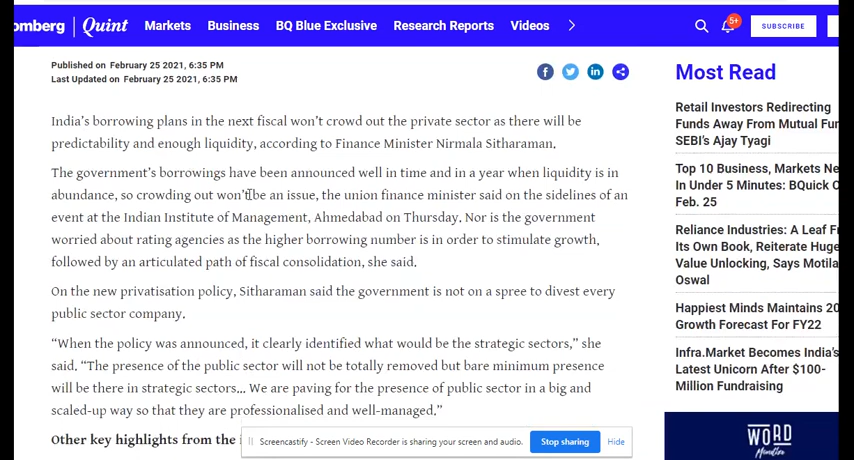 omberg | Quint Markets Business BQ Blue Exclusive Research Reports Videos 5+ SUBSCRIBE
Published on February 25 2021, 6:35 PM
Last Updated on February 25 2021, 6:35 PM
India's borrowing plans in the next fiscal won't crowd out the private sector as there will be
predictability and enough liquidity, according to Finance Minister Nirmala Sitharaman.
The government's borrowings have been announced well in time and in a year when liquidity is in
abundance, so crowding out won't be an issue, the union finance minister said on the sidelines of an
event at the Indian Institute of Management, Ahmedabad on Thursday. Nor is the government
worried about rating agencies as the higher borrowing number is in order to stimulate growth,
followed by an articulated path of fiscal consolidation, she said.
On the new privatisation policy, Sitharaman said the government is not on a spree to divest every
public sector company.
“When the policy was announced, it clearly identified what would be the strategic sectors,” she
said. “The presence of the public sector will not be totally removed but bare minimum presence
will be there in strategic sectors... We are paving for the presence of public sector in a big and
scaled-up way so that they are professionalised and well-managed.”
Other key highlights from the i
Most Read
Retail Investors Redirecting
Funds Away From Mutual Fun
SEBI's Ajay Tyagi
Top 10 Business, Markets Ne
In Under 5 Minutes: BQuick O
Feb. 25
Reliance Industries: A Leaf Fr
Its Own Book, Reiterate Huge
Value Unlocking, Says Motila
Oswal
Happiest Minds Maintains 20
Growth Forecast For FY22
Infra.Market Becomes India's
Latest Unicorn After $100-
Million Fundraising
WORD
Screencastify - Screen Video Recorder is sharing your screen and audio. Stop sharing Hide